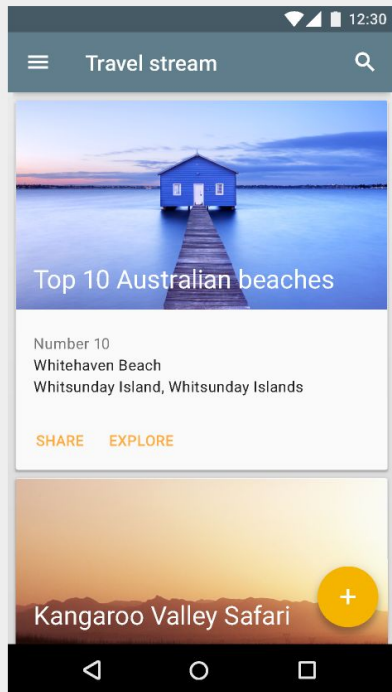 12:30
Travel stream
Top 10 Australian beaches
Number 10
Whitehaven Beach
Whitsunday Island, Whitsunday Islands
SHARE EXPLORE
Kangaroo Valley Safari